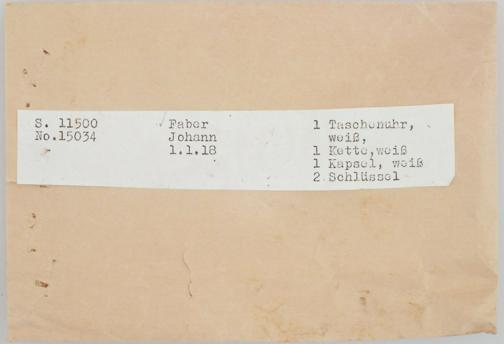 S. 11500 Faber 1 Taschenuhr,
No.15034 Johann weiß,
1.1.18 1 Kette,weiß
1 Kapsel, weiß
2 Schlüssel